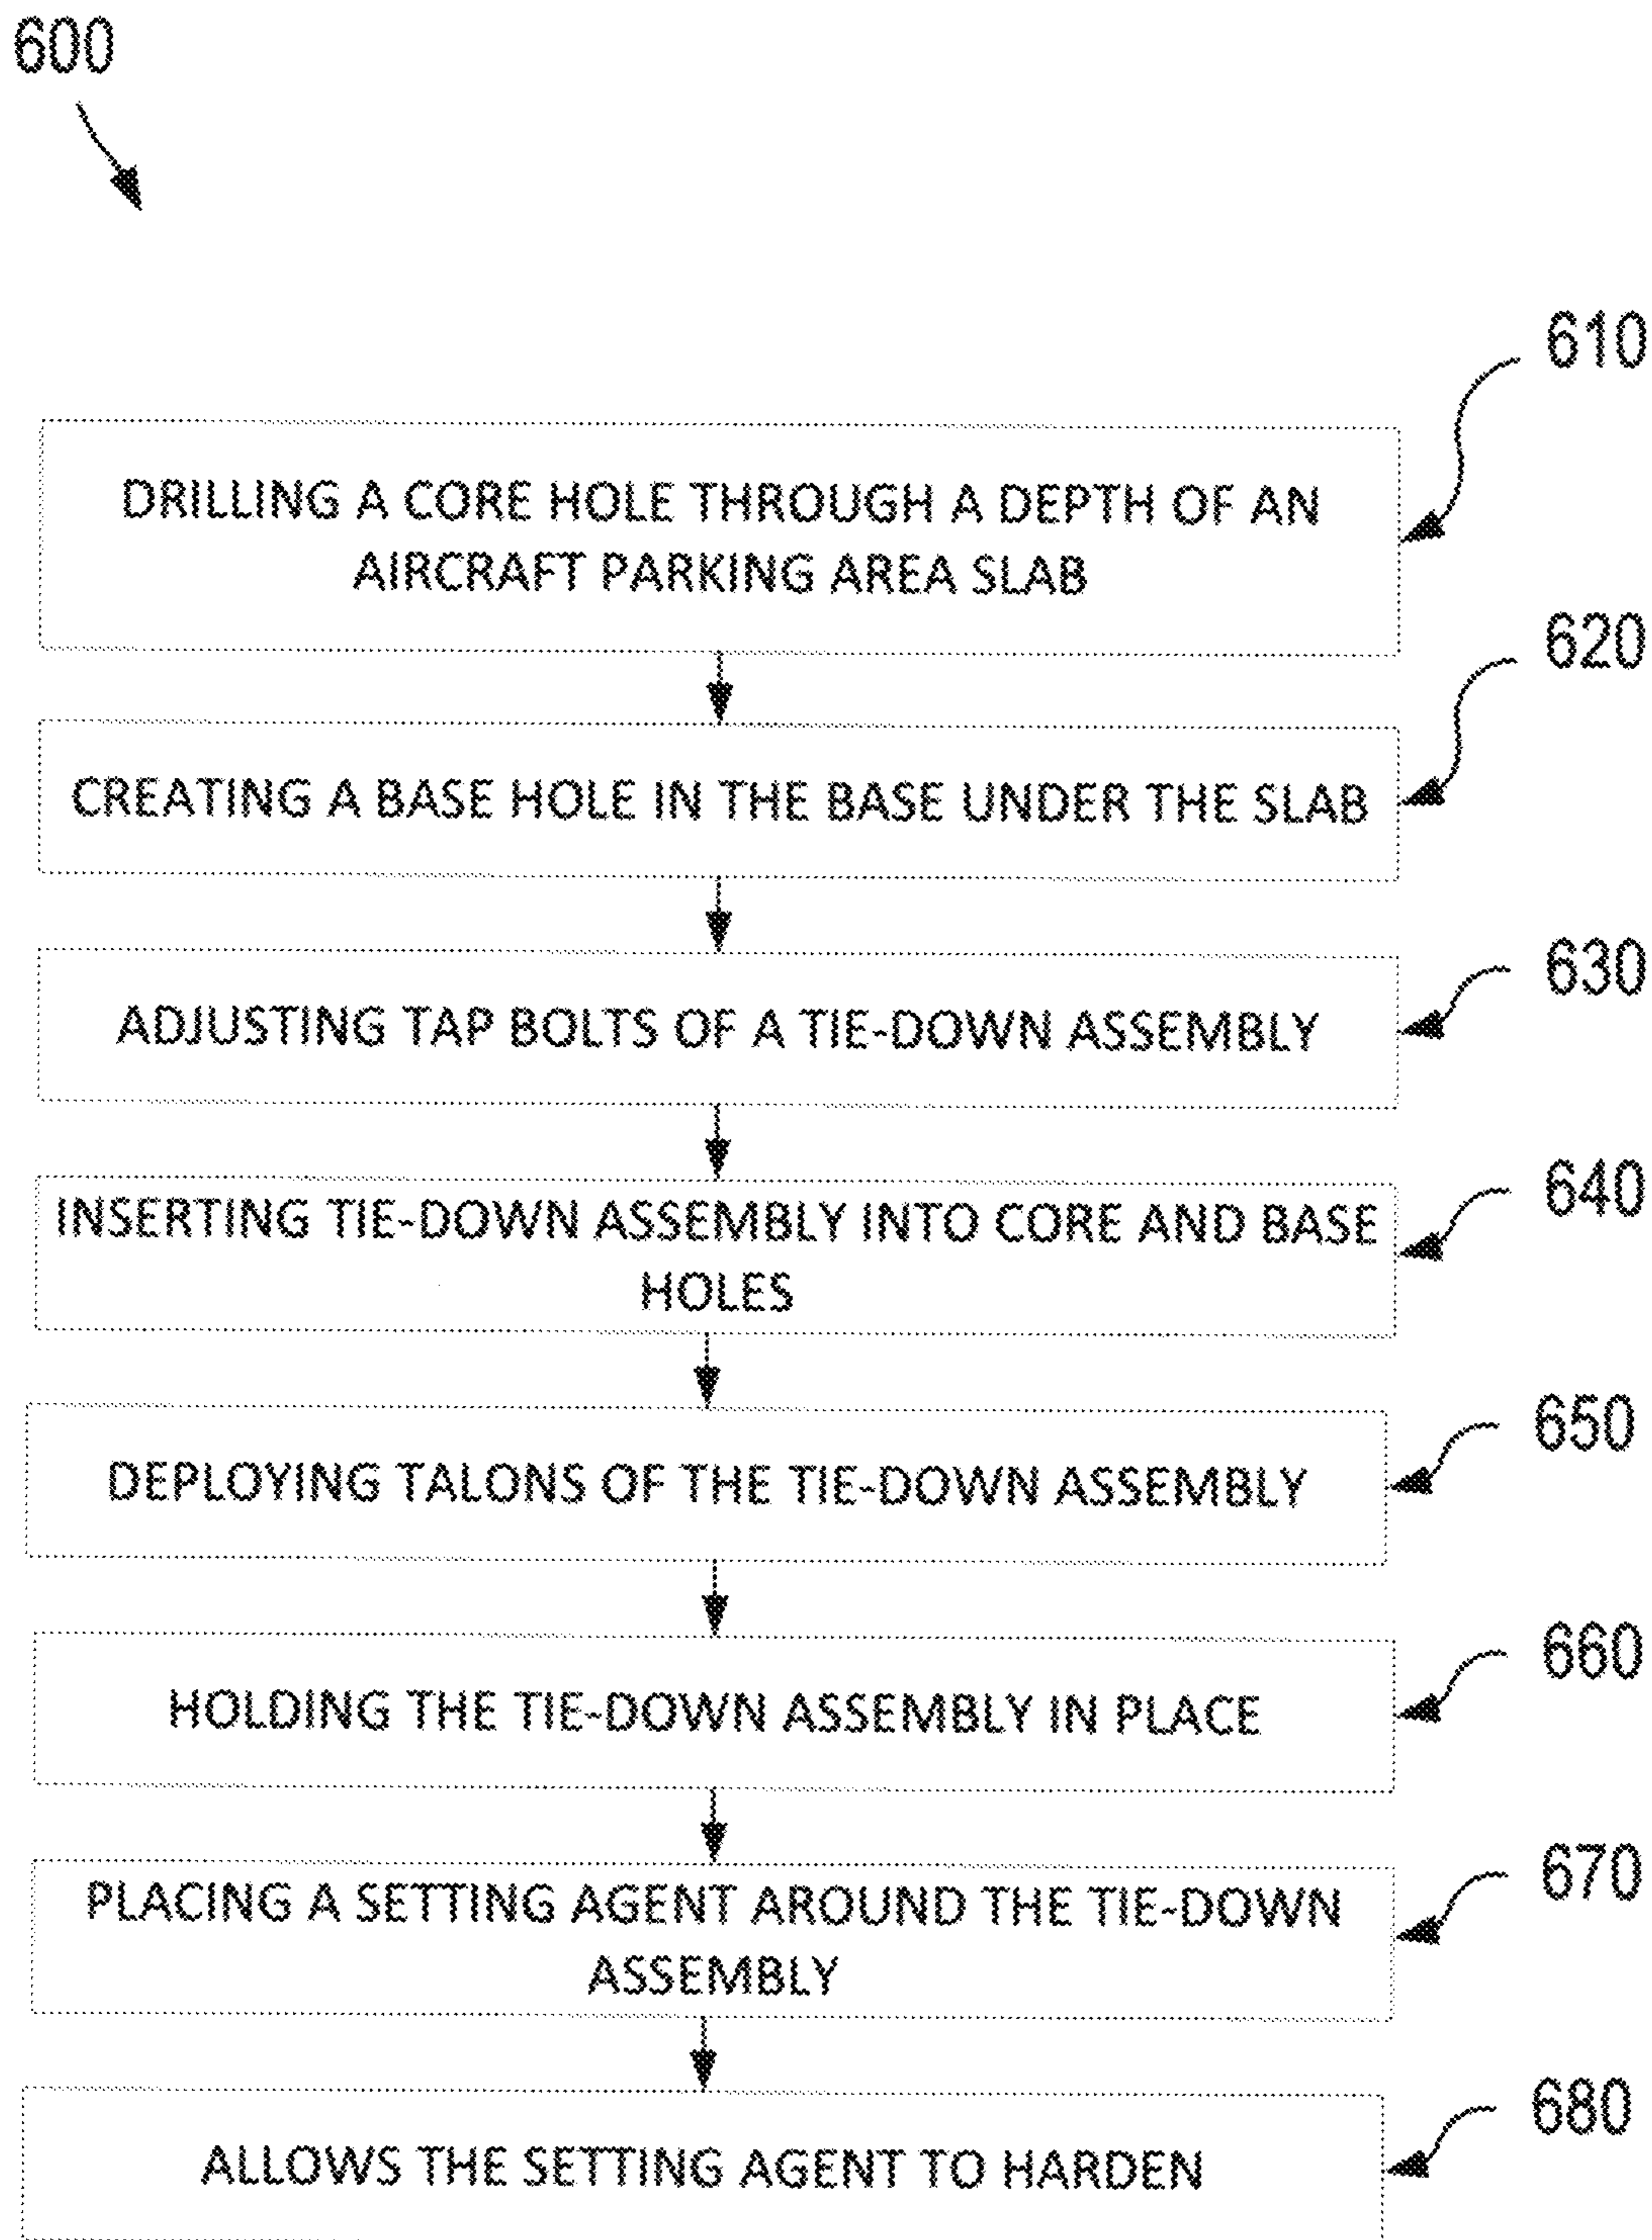 600
610
DRILLING A CORE HOLE THROUGH A DEPTH OF AN
AIRCRAFT PARKING AREA SLAB
620
CREATING A BASE HOLE IN THE BASE UNDER THE SLAB
630
ADJUSTING TAP BOLTS OF A TIE-DOWN ASSEMBLY
640
INSERTING TIE-DOWN ASSEMBLY INTO CORE AND BASE
HOLES
650
DEPLOYING TALONS OF THE TIE-DOWN ASSEMBLY
660
HOLDING THE TIE-DOWN ASSEMBLY IN PLACE
670
PLACING A SETTING AGENT AROUND THE TIE-DOWN
ASSEMBLY
680
ALLOWS THE SETTING AGENT TO HARDEN